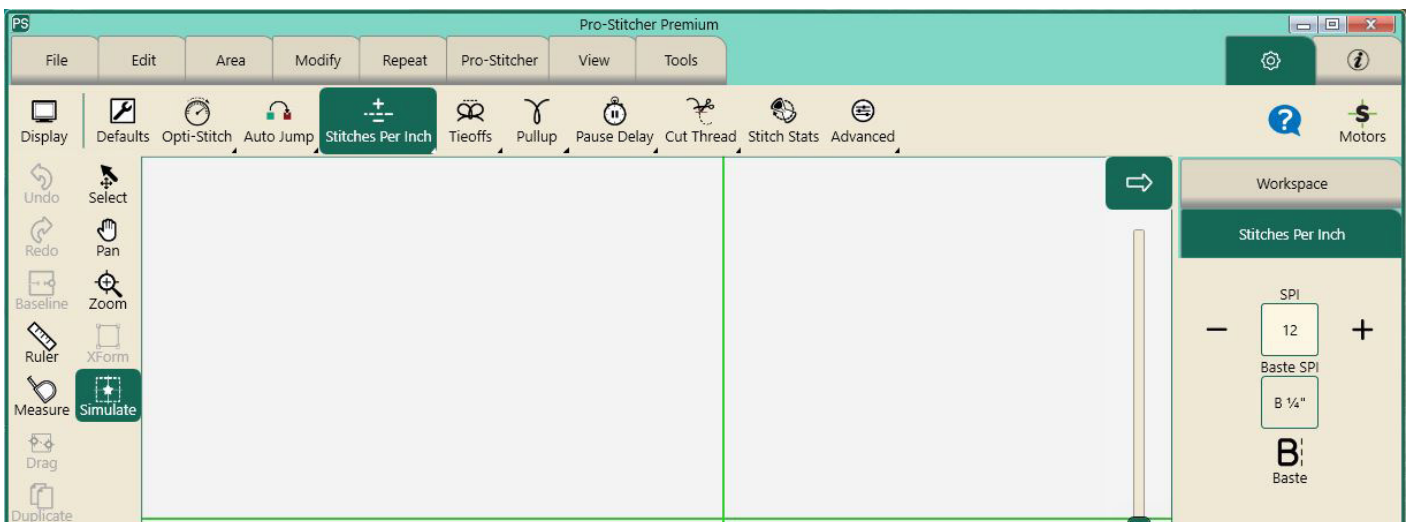 PS Pro-Stitcher Premium
File Edit Area Modify Repeat Pro-Stitcher View Tools
Display Defaults Opti-Stitch Auto Jump Stitches Per Inch Tieoffs Pullup Pause Delay Cut Thread Stitch Stats Advanced Motors
Undo Select
Workspace
Redo Pan
Stitches Per Inch
Baseline Zoom
SPI
12
Ruler XForm
Baste SPI
Measure Simulate
B ¼"
Drag
B
Baste
Duplicate